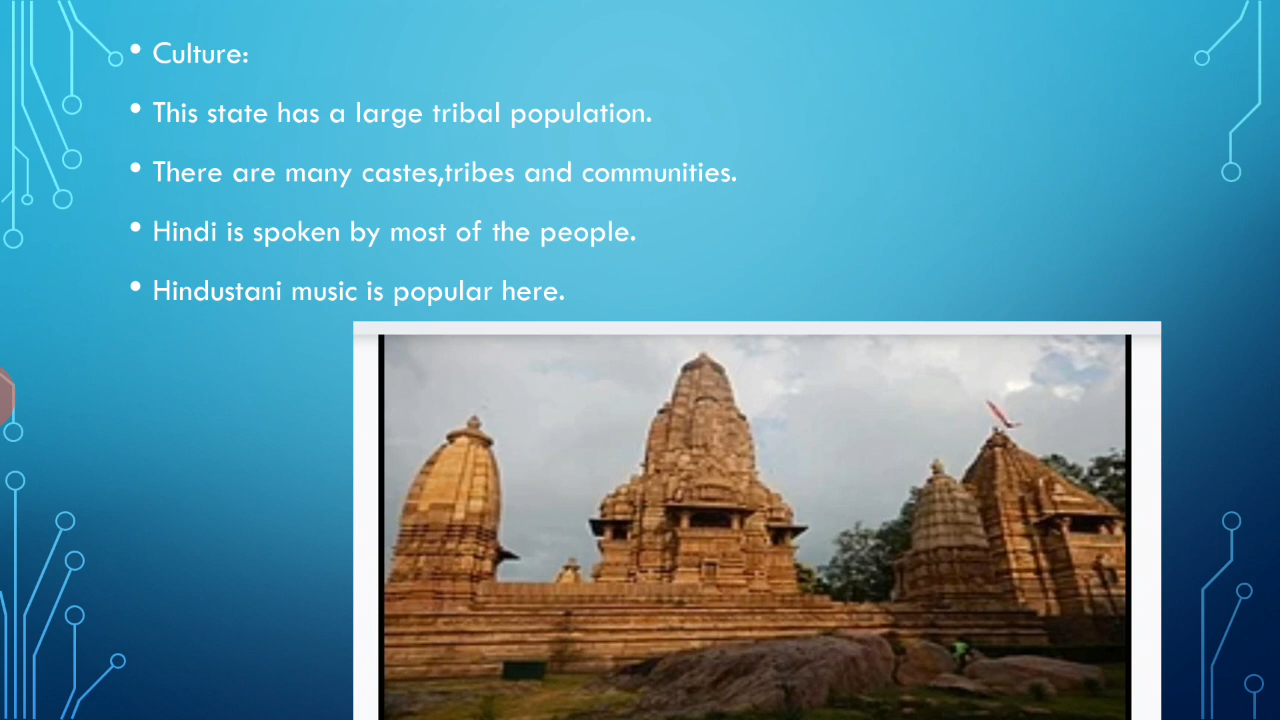 • Culture:
• This state has a large tribal population.
• There are many castes,tribes and communities.
• Hindi is spoken by most of the people.
• Hindustani music is popular here.